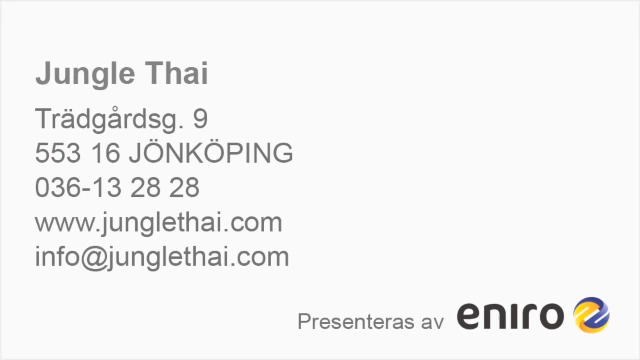 Jungle Thai
Trädgårdsg. 9
553 16 JÖNKÖPING
036-13 28 28
www.junglethai.com
info@junglethai.com
Presenteras av eniro